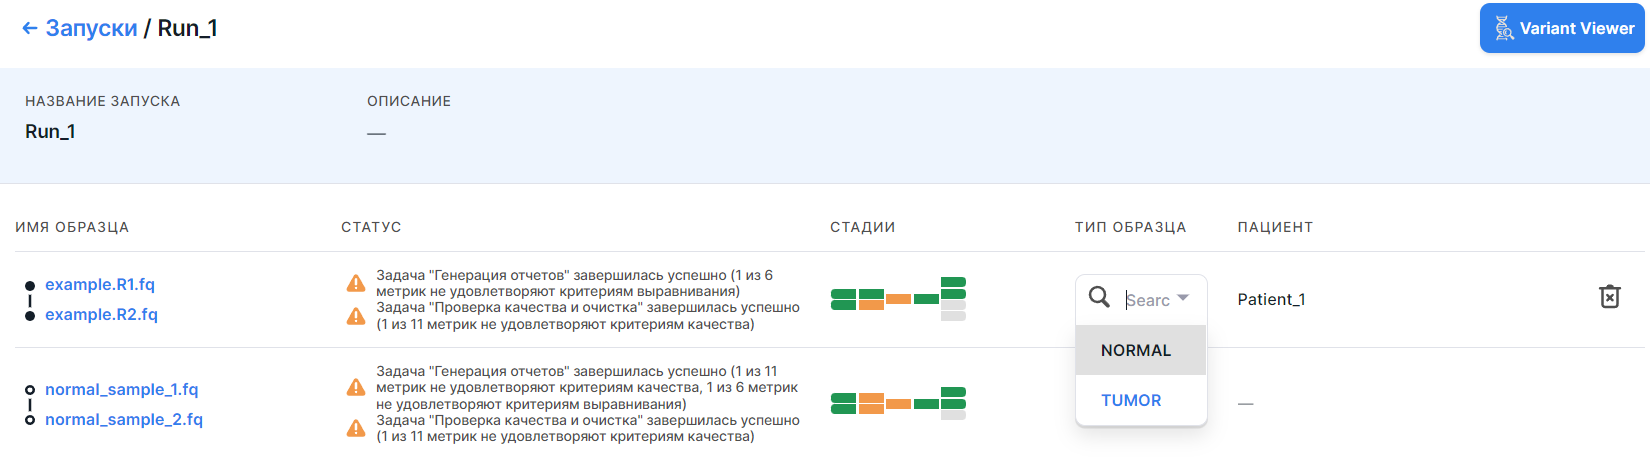 ← Запуски / Run_1
Variant Viewer
НАЗВАНИЕ ЗАПУСКА
ОПИСАНИЕ
Run_1
—
ИМЯ ОБРАЗЦА
СТАТУС
СТАДИИ
ТИП ОБРАЗЦА
ПАЦИЕНТ
example.R1.fq
example.R2.fq
Задача "Генерация отчетов" завершилась успешно (1 из 6
метрик не удовлетворяют критериям выравнивания)
Задача "Проверка качества и очистка" завершилась успешно
(1 из 11 метрик не удовлетворяют критериям качества)
Searc
NORMAL
TUMOR
Patient_1
normal_sample_1.fq
normal_sample_2.fq
Задача "Генерация отчетов" завершилась успешно (1 из 11
метрик не удовлетворяют критериям качества, 1 из 6 метрик
не удовлетворяют критериям выравнивания)
Задача "Проверка качества и очистка" завершилась успешно
(1 из 11 метрик не удовлетворяют критериям качества)
—